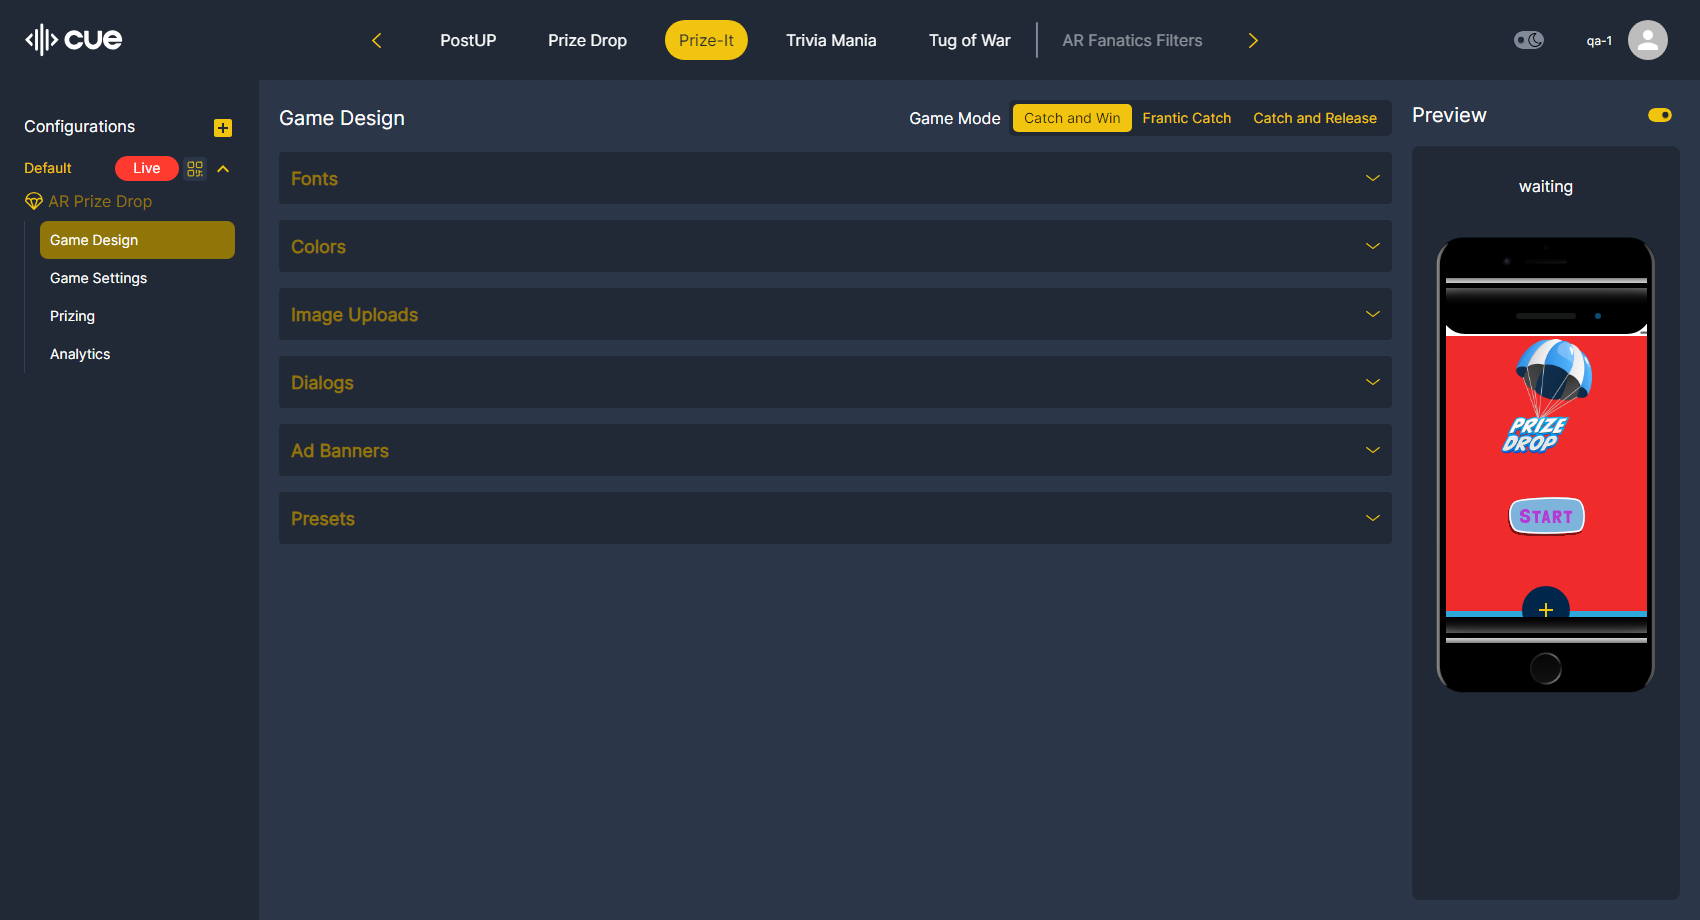 cue
PostUP
Prize Drop
Prize-It
Trivia Mania
Tug of War
AR Fanatics Filters
qa-1
Configurations
Default
Live
AR Prize Drop
Game Design
Game Settings
Prizing
Analytics
Game Design
Game Mode
Catch and Win
Frantic Catch
Catch and Release
Fonts
Colors
Image Uploads
Dialogs
Ad Banners
Presets
Preview
waiting
PRIZE
DROP
START